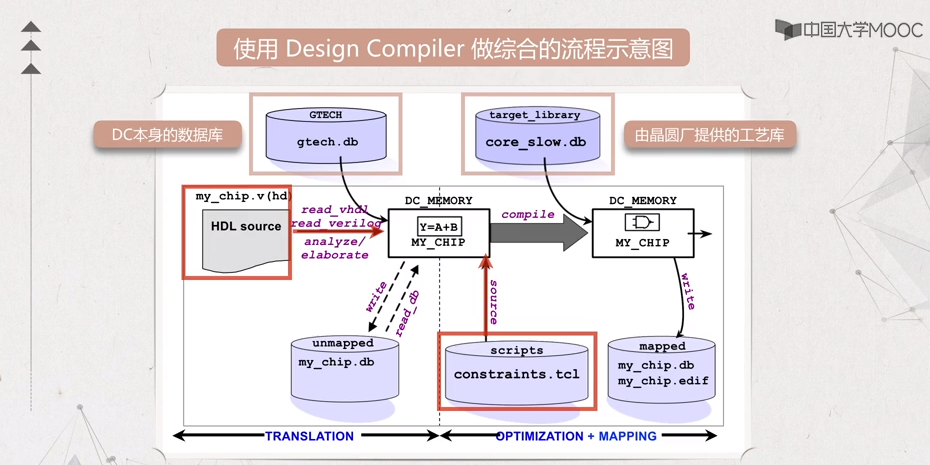 中国大学MOOC
使用 Design Compiler 做综合的流程示意图
DC本身的数据库
GTECH
gtech.db
target_library
core_slow.db
由晶圆厂提供的工艺库
my_chip.v(hd
HDL source
read_vhdl
read_verilog
analyze/
elaborate
DC_MEMORY
Y=A+B
MY_CHIP
compile
DC_MEMORY
MY_CHIP
write
read_db
source
write
unmapped
my_chip.db
scripts
constraints.tcl
mapped
my_chip.db
my_chip.edif
TRANSLATION
OPTIMIZATION + MAPPING